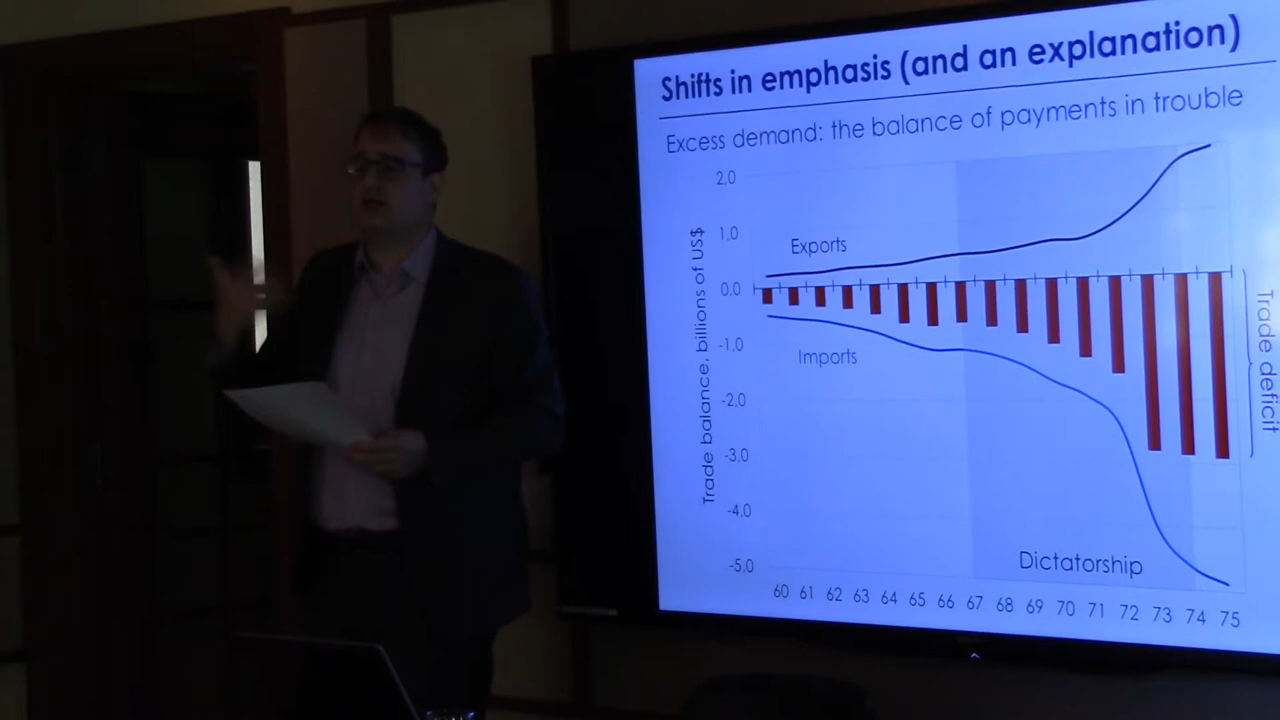 Shifts in emphasis (and an explanation)
Excess demand: the balance of payments in trouble
Trade balance, billions of US$
2,0
1,0
0,0
-1,0
-2,0
-3,0
-4,0
-5,0
Exports
Imports
Trade deficit
Dictatorship
60 61 62 63 64 65 66 67 68 69 70 71 72 73 74 75